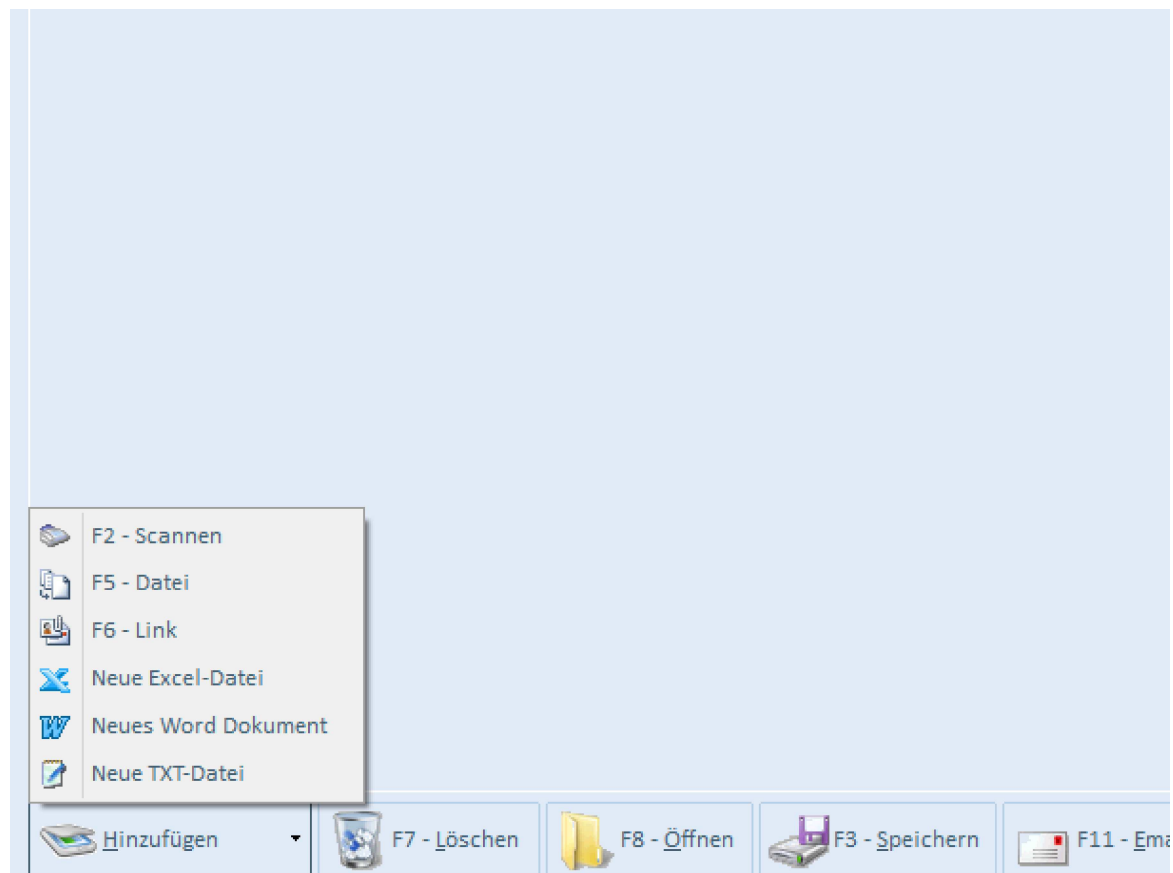 F2 - Scannen
F5 - Datei
F6 - Link
Neue Excel-Datei
Neues Word Dokument
Neue TXT-Datei
Hinzufügen
F7 - Löschen
F8 - Öffnen
F3 - Speichern
F11 - Ema